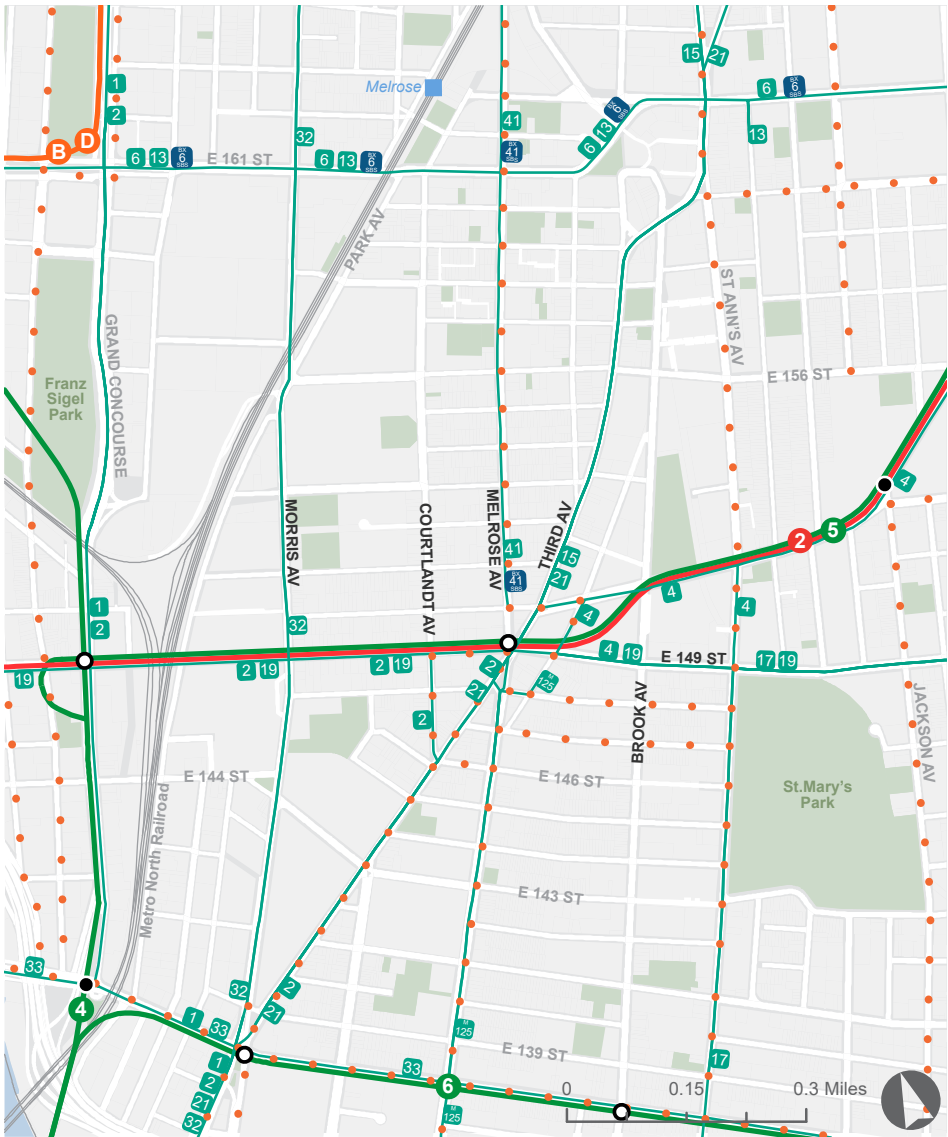 15
21
1
Melrose
6
BX
6
SBS
2
BX
6
SBS
41
D
13
13
32
6
B
BX
41
SBS
6
13
BX
6
SBS
E 161 ST
6
13
BX
6
SBS
PARK AV
ST ANN'S AV
GRAND CONCOURSE
E 156 ST
Franz
Sigel
Park
4
MORRIS AV
COURTLANDT AV
MELROSE AV
THIRD AV
2
5
41
15
BX
41
SBS
21
4
1
4
4
2
32
4
19
E 149 ST
17 19
2 19
2 19
2
19
M
125
21
BROOK AV
JACKSON AV
2
E 144 ST
E 146 ST
St.Mary's
Park
Metro North Railroad
E 143 ST
33
32
2
4
1
21
33
M
125
E 139 ST
1
33
17
2
6
0
0.15
0.3 Miles
21
M
125
32